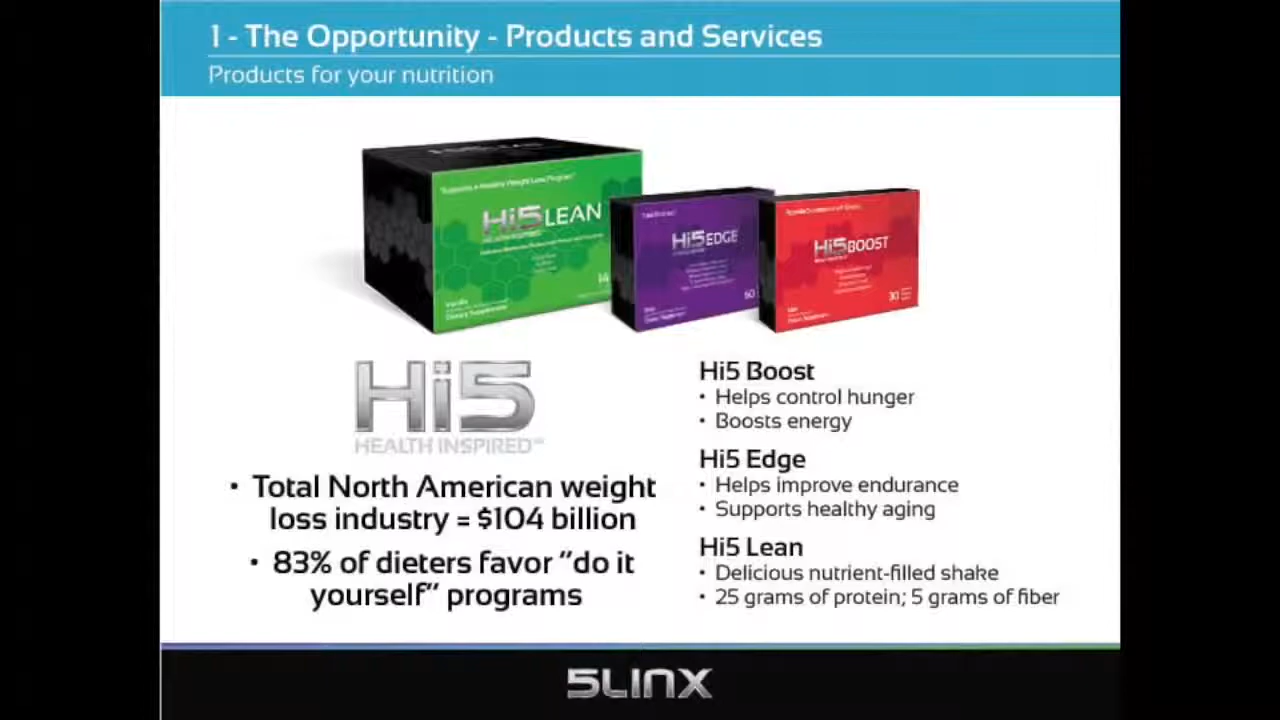 1 - The Opportunity - Products and Services
Products for your nutrition
Hi5 LEAN
14
Hi5 EDGE
60
Hi5 BOOST
30
Hi5
HEALTH INSPIRED
• Total North American weight
loss industry = $104 billion
• 83% of dieters favor “do it
yourself” programs
Hi5 Boost
• Helps control hunger
• Boosts energy
Hi5 Edge
• Helps improve endurance
• Supports healthy aging
Hi5 Lean
• Delicious nutrient-filled shake
• 25 grams of protein; 5 grams of fiber
5LINX